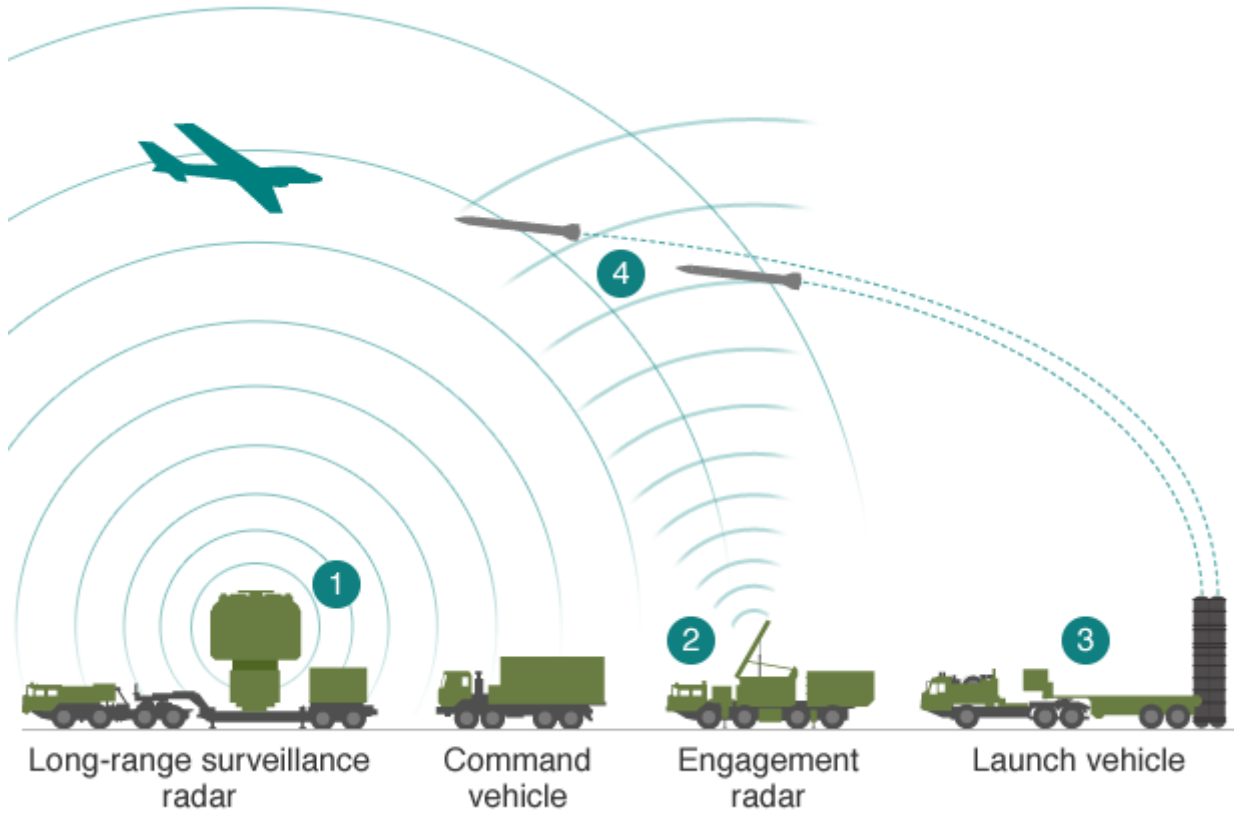 4
1
2
3
Long-range surveillance
radar
Command
vehicle
Engagement
radar
Launch vehicle